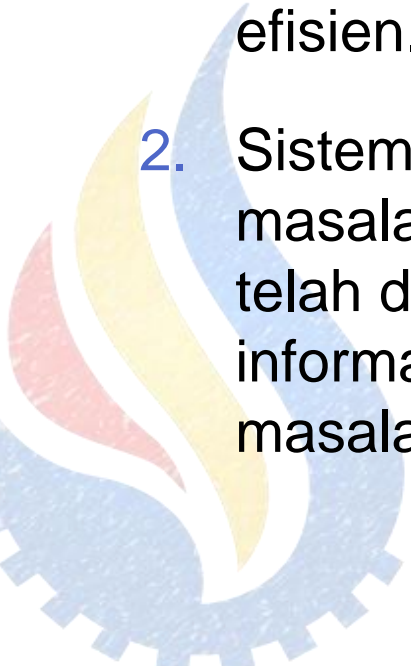 efisien.
2. Sistem
masala
telah d
informa
masala